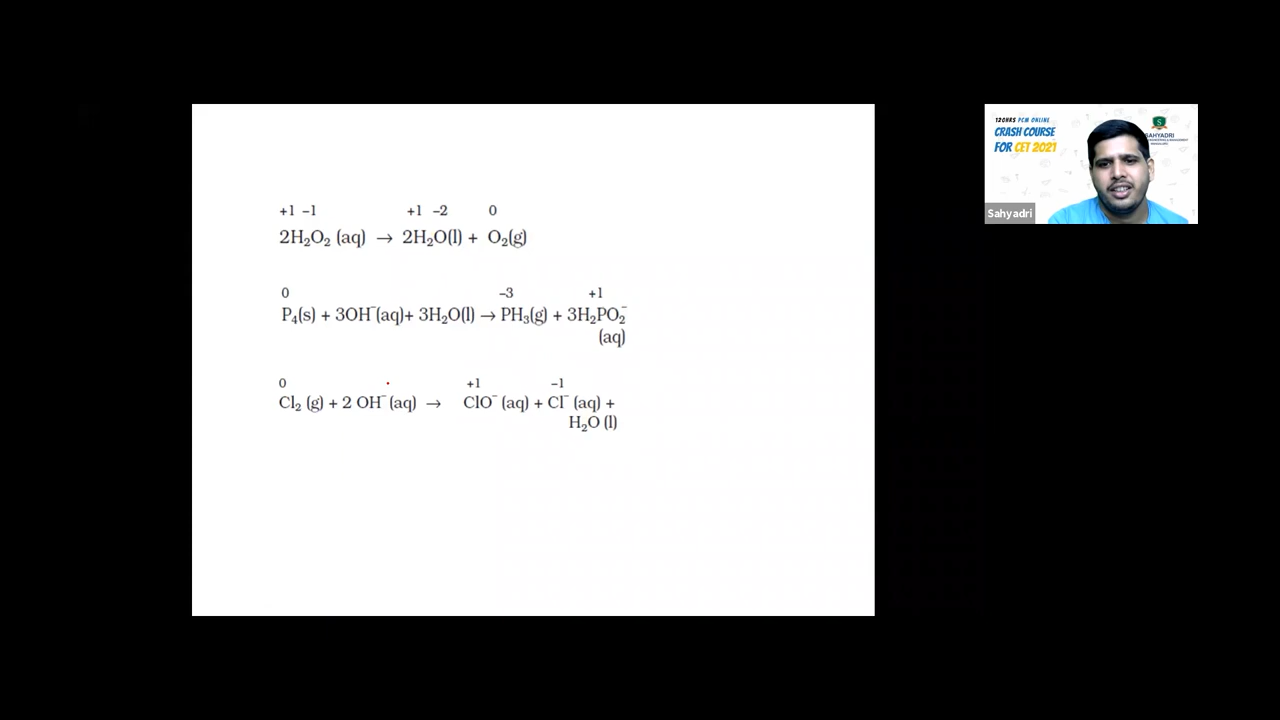 +1 –1 +1 –2 0
2H₂O₂ (aq) → 2H₂O(l) + O₂(g)
0 –3 +1
P₄(s) + 3OH⁻(aq)+ 3H₂O(l) → PH₃(g) + 3H₂PO₂⁻
(aq)
0 +1 –1
Cl₂ (g) + 2 OH⁻ (aq) → ClO⁻ (aq) + Cl⁻ (aq) +
H₂O (l)
120HRS PCM ONLINE
CRASH COURSE
FOR CET 2021
SAHYADRI
Sahyadri